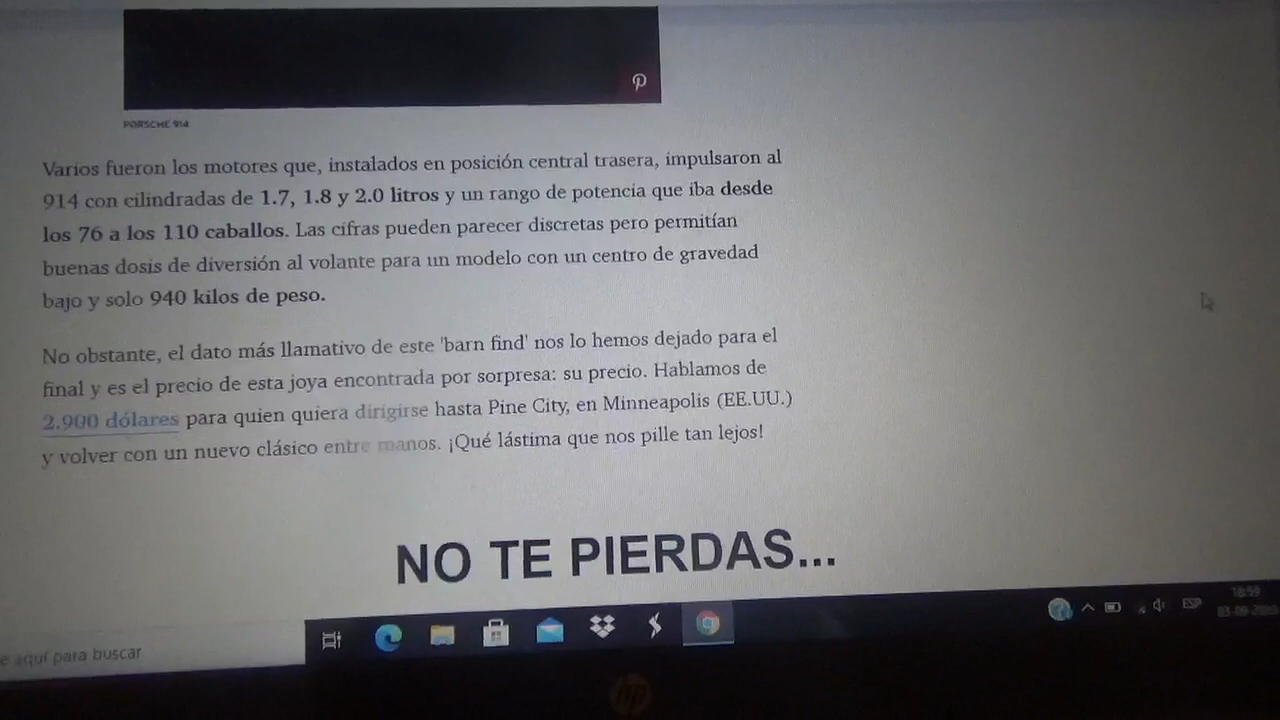 PORSCHE 914
Varios fueron los motores que, instalados en posición central trasera, impulsaron al
914 con cilindradas de 1.7, 1.8 y 2.0 litros y un rango de potencia que iba desde
los 76 a los 110 caballos. Las cifras pueden parecer discretas pero permitían
buenas dosis de diversión al volante para un modelo con un centro de gravedad
bajo y solo 940 kilos de peso.
No obstante, el dato más llamativo de este 'barn find' nos lo hemos dejado para el
final y es el precio de esta joya encontrada por sorpresa: su precio. Hablamos de
2.900 dólares para quien quiera dirigirse hasta Pine City, en Minneapolis (EE.UU.)
y volver con un nuevo clásico entre manos. ¡Qué lástima que nos pille tan lejos!
NO TE PIERDAS...
e aquí para buscar
ESP
18:59
hp